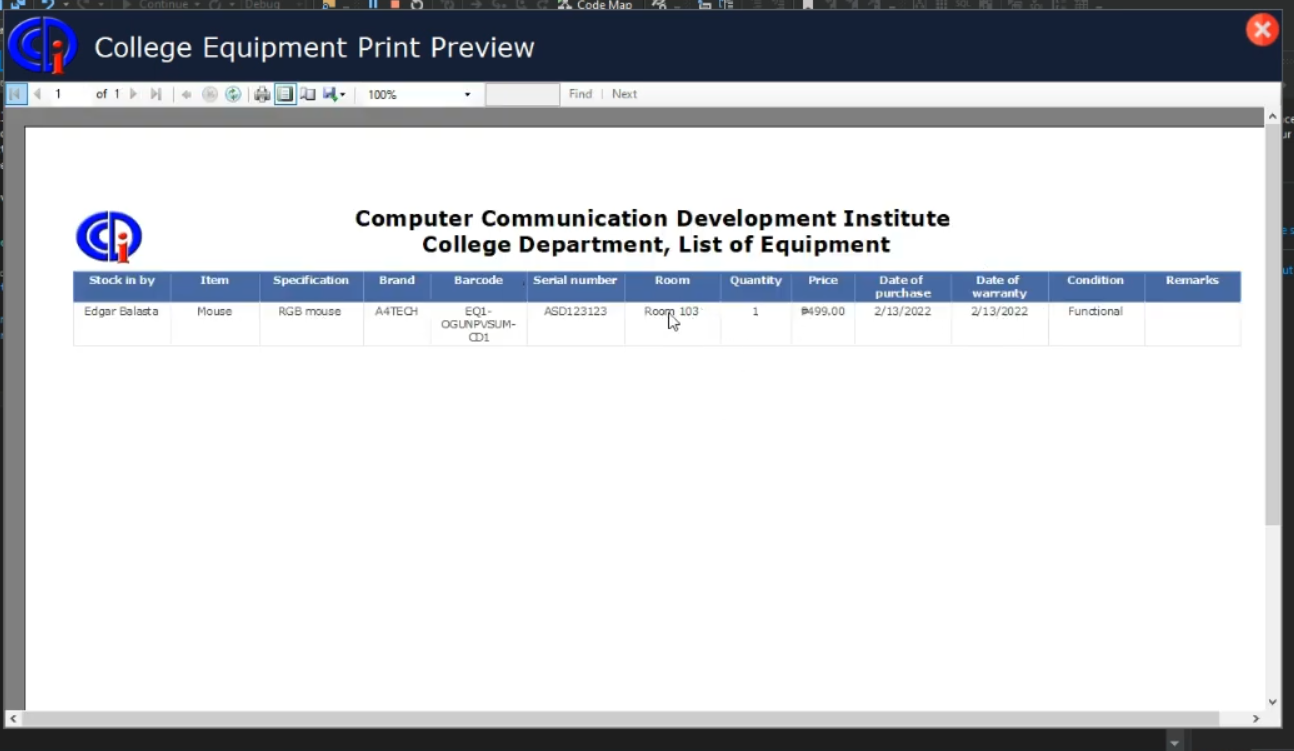 Continue
Debug
Code Map
College Equipment Print Preview
1 of 1
100%
Find | Next
Computer Communication Development Institute
College Department, List of Equipment
Stock in by Item Specification Brand Barcode Serial number Room Quantity Price Date of purchase Date of warranty Condition Remarks
Edgar Balasta Mouse RGB mouse A4TECH EQ1-OGUNPVSUM-CD1 ASD123123 Room 103 1 ₱499.00 2/13/2022 2/13/2022 Functional